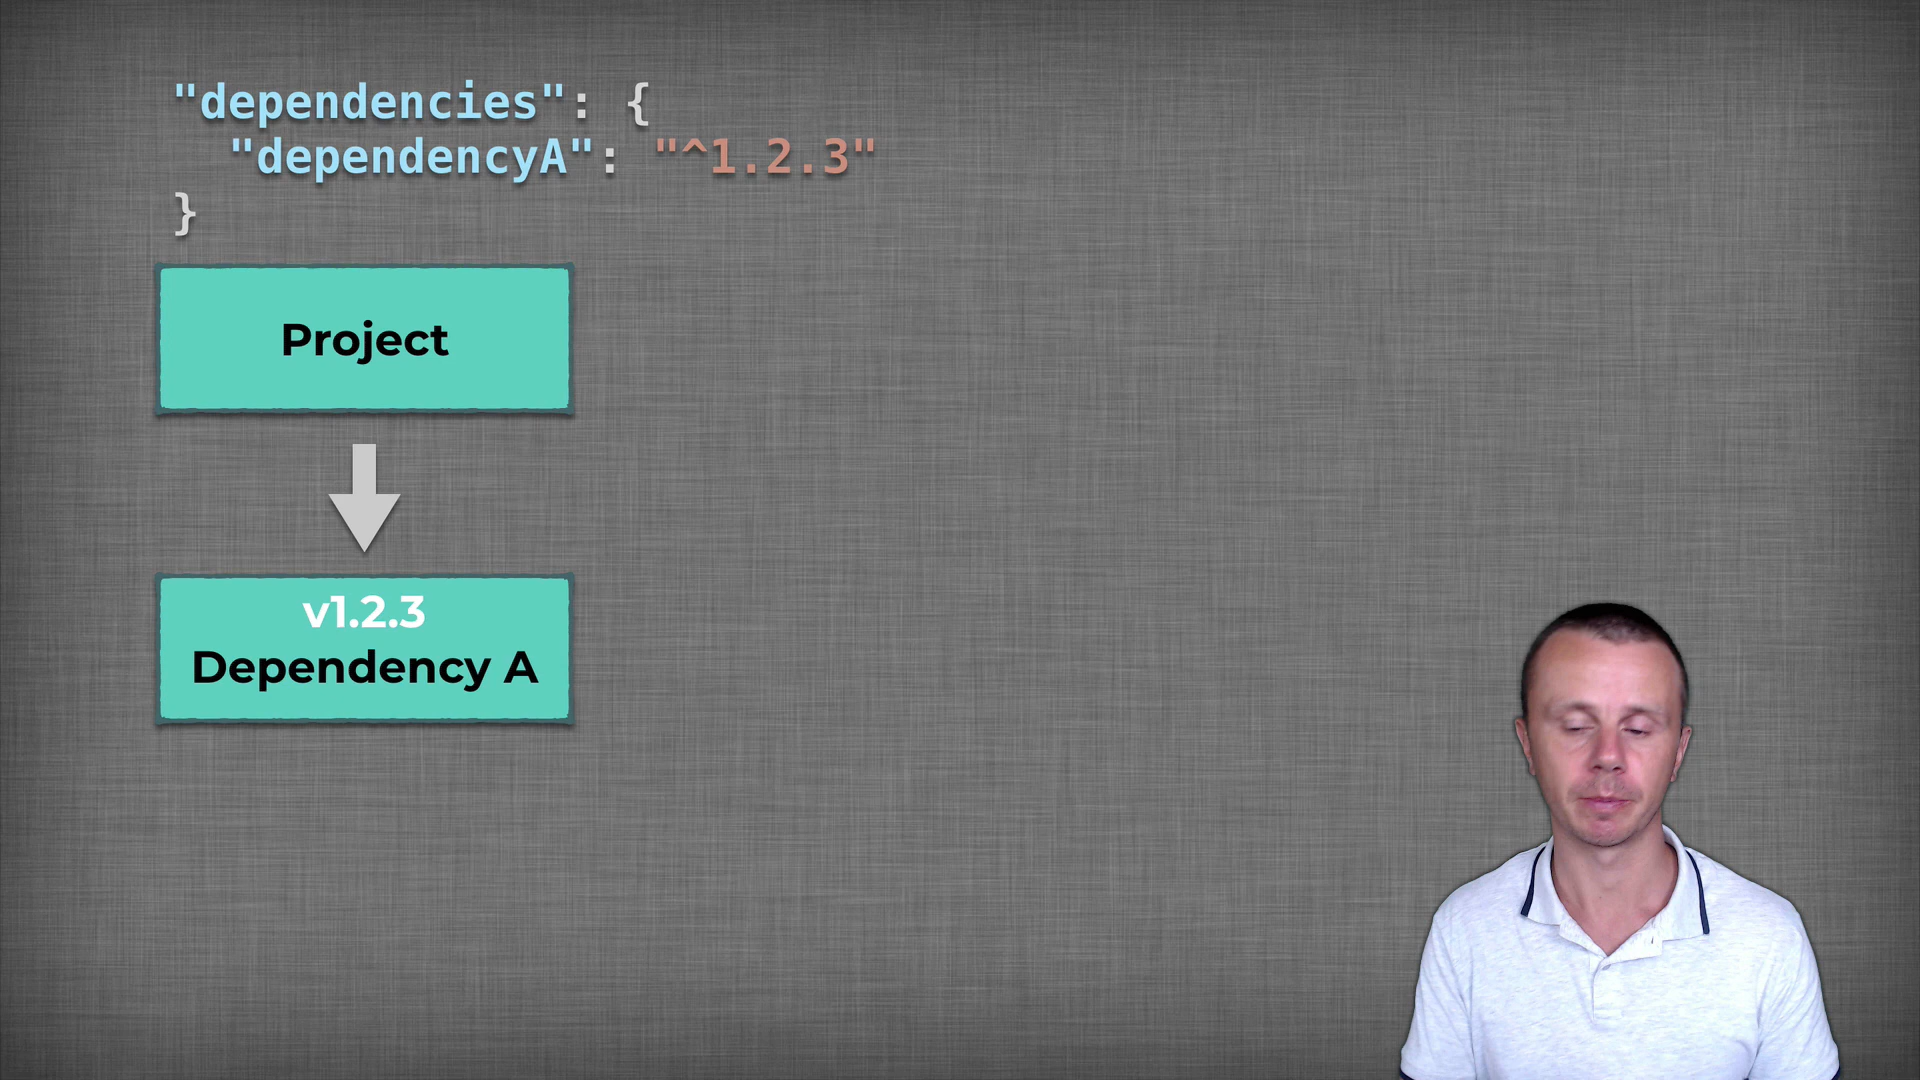 "dependencies": {
"dependencyA": "^1.2.3"
}
Project
v1.2.3
Dependency A